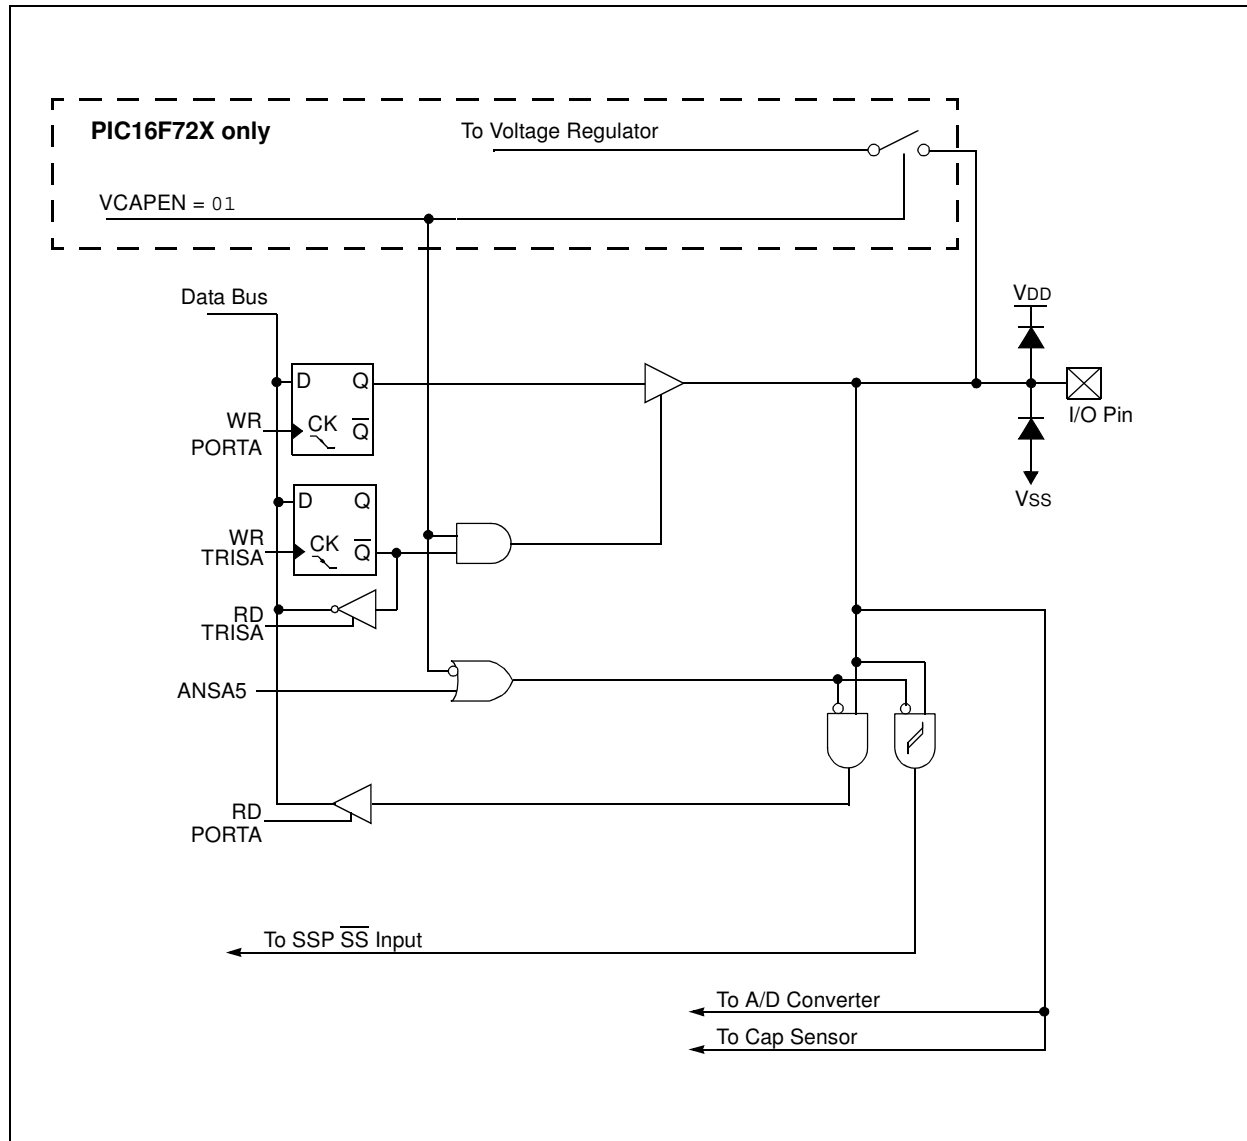 PIC16F72X only
To Voltage Regulator
VCAPEN = 01
Data Bus
VDD
D Q
WR
PORTA
CK Q̅
I/O Pin
D Q
VSS
WR
TRISA
CK Q̅
RD
TRISA
ANSA5
RD
PORTA
To SSP S̅S̅ Input
To A/D Converter
To Cap Sensor